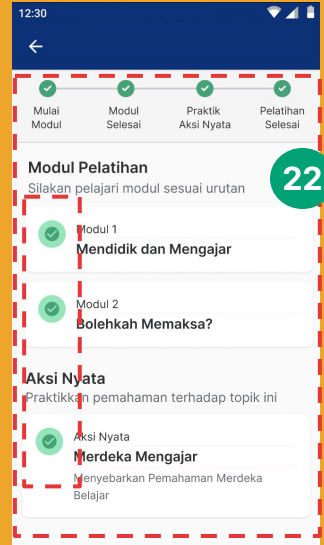 12:30
Mulai Modul
Modul Selesai
Praktik Aksi Nyata
Pelatihan Selesai
Modul Pelatihan
Silakan pelajari modul sesuai urutan
22
Modul 1
Mendidik dan Mengajar
Modul 2
Bolehkah Memaksa?
Aksi Nyata
Praktikkan pemahaman terhadap topik ini
Aksi Nyata
Merdeka Mengajar
Menyebarkan Pemahaman Merdeka
Belajar